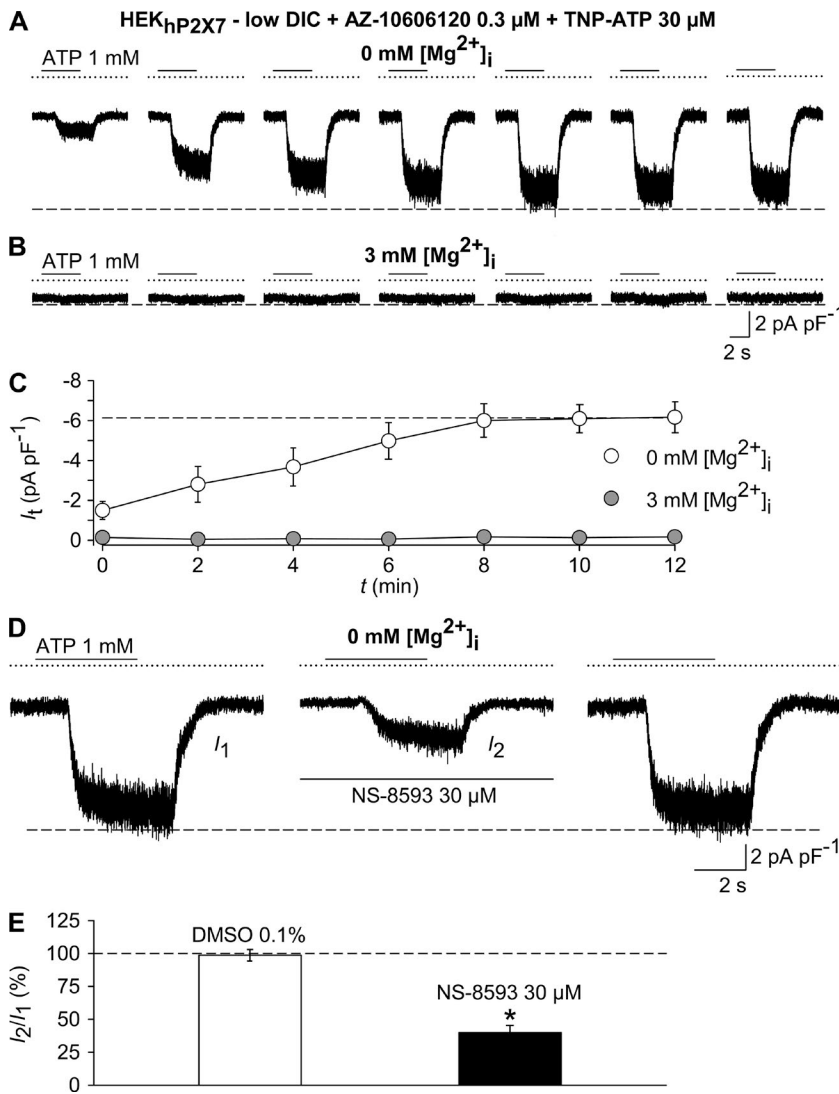 A
HEKhP2X7 - low DIC + AZ-10606120 0.3 µM + TNP-ATP 30 µM
ATP 1 mM
0 mM [Mg2+]i
B
ATP 1 mM
3 mM [Mg2+]i
2 pA pF-1
2 s
C
-8
-6
-4
-2
0
It (pA pF-1)
0 mM [Mg2+]i
3 mM [Mg2+]i
0 2 4 6 8 10 12
t (min)
D
ATP 1 mM
0 mM [Mg2+]i
I1
I2
NS-8593 30 µM
2 pA pF-1
2 s
E
125
100
75
50
25
0
I2/I1 (%)
DMSO 0.1%
NS-8593 30 µM
*